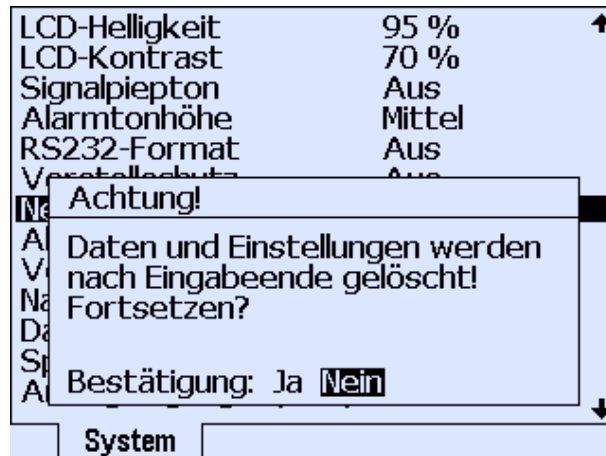 LCD-Helligkeit 95 %
LCD-Kontrast 70 %
Signalpiepton Aus
Alarmtonhöhe Mittel
RS232-Format Aus
Achtung!
Daten und Einstellungen werden
nach Eingabeende gelöscht!
Fortsetzen?
Bestätigung: Ja Nein
System